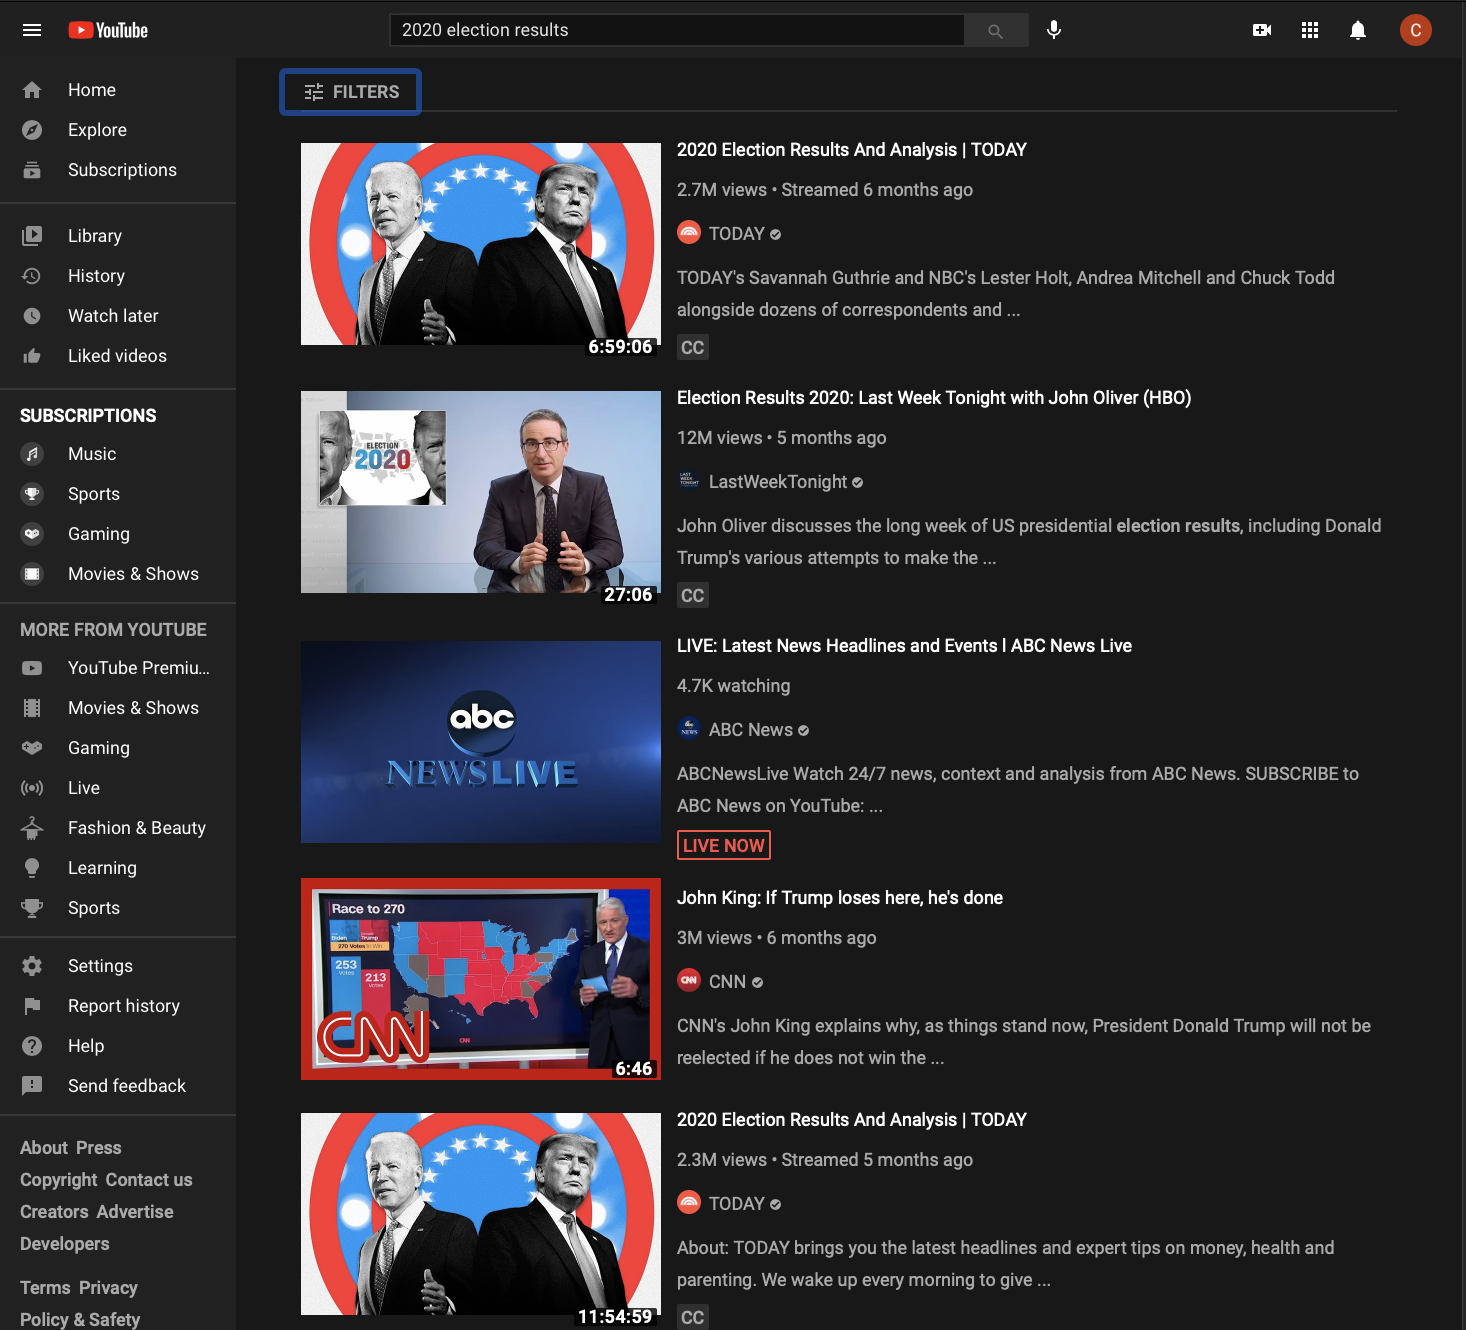 YouTube
2020 election results
C
Home
Explore
Subscriptions
Library
History
Watch later
Liked videos
SUBSCRIPTIONS
Music
Sports
Gaming
Movies & Shows
MORE FROM YOUTUBE
YouTube Premiu...
Movies & Shows
Gaming
Live
Fashion & Beauty
Learning
Sports
Settings
Report history
Help
Send feedback
About Press
Copyright Contact us
Creators Advertise
Developers
Terms Privacy
Policy & Safety
FILTERS
6:59:06
2020 Election Results And Analysis | TODAY
2.7M views • Streamed 6 months ago
TODAY
TODAY's Savannah Guthrie and NBC's Lester Holt, Andrea Mitchell and Chuck Todd
alongside dozens of correspondents and ...
CC
ELECTION
2020
27:06
Election Results 2020: Last Week Tonight with John Oliver (HBO)
12M views • 5 months ago
LAST
WEEK
TONIGHT
LastWeekTonight
John Oliver discusses the long week of US presidential election results, including Donald
Trump's various attempts to make the ...
CC
abc
NEWS LIVE
LIVE: Latest News Headlines and Events l ABC News Live
4.7K watching
NEWS
ABC News
ABCNewsLive Watch 24/7 news, context and analysis from ABC News. SUBSCRIBE to
ABC News on YouTube: ...
LIVE NOW
Race to 270
Biden Trump
270 Votes to Win
253
Votes
213
Votes
CNN
CNN
6:46
John King: If Trump loses here, he's done
3M views • 6 months ago
CNN
CNN
CNN's John King explains why, as things stand now, President Donald Trump will not be
reelected if he does not win the ...
11:54:59
2020 Election Results And Analysis | TODAY
2.3M views • Streamed 5 months ago
TODAY
About: TODAY brings you the latest headlines and expert tips on money, health and
parenting. We wake up every morning to give ...
CC